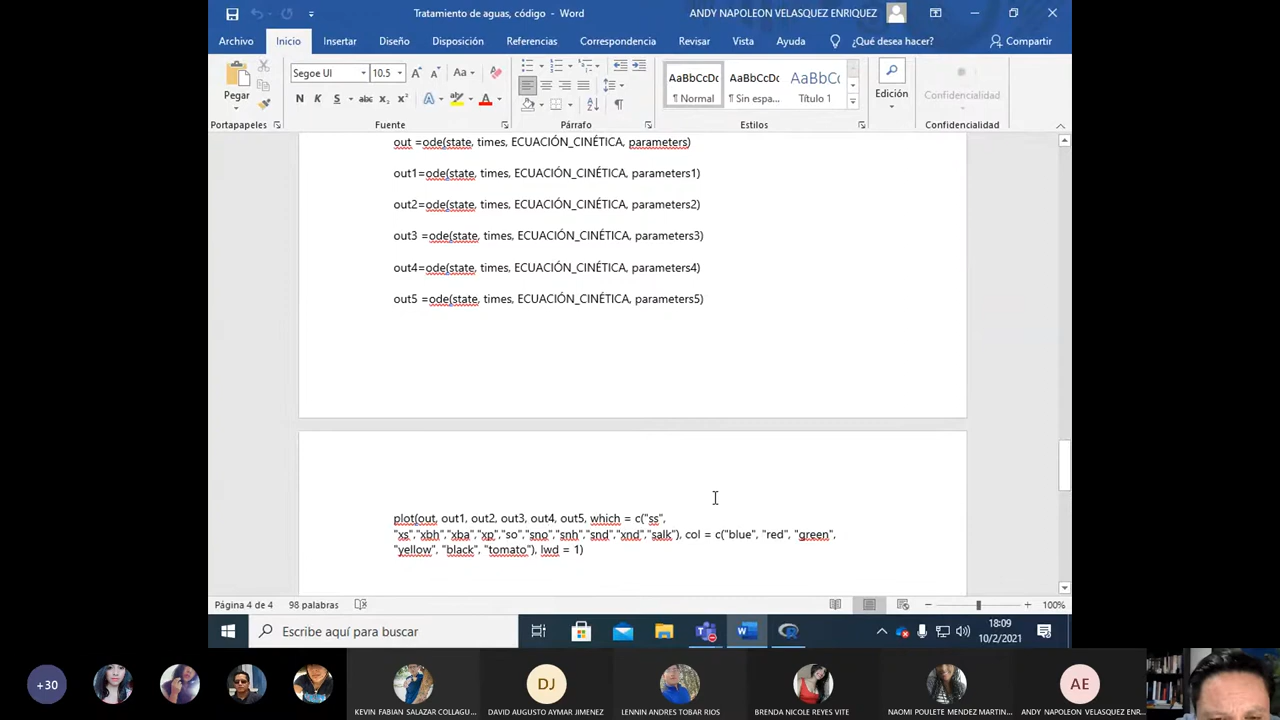 Tratamiento de aguas, código - Word
ANDY NAPOLEON VELASQUEZ ENRIQUEZ
Archivo Inicio Insertar Diseño Disposición Referencias Correspondencia Revisar Vista Ayuda ¿Qué desea hacer? Compartir
Segoe UI 10.5
Pegar
N K S abc x₂ x² A A
AaBbCcDc AaBbCcDc AaBbCc
¶ Normal ¶ Sin espa... Título 1
Edición
Confidencialidad
Portapapeles Fuente Párrafo Estilos Confidencialidad
out =ode(state, times, ECUACIÓN_CINÉTICA, parameters)
out1=ode(state, times, ECUACIÓN_CINÉTICA, parameters1)
out2=ode(state, times, ECUACIÓN_CINÉTICA, parameters2)
out3 =ode(state, times, ECUACIÓN_CINÉTICA, parameters3)
out4=ode(state, times, ECUACIÓN_CINÉTICA, parameters4)
out5 =ode(state, times, ECUACIÓN_CINÉTICA, parameters5)
plot(out, out1, out2, out3, out4, out5, which = c("ss",
"xs","xbh","xba","xp","so","sno","snh","snd","xnd","salk"), col = c("blue", "red", "green",
"yellow", "black", "tomato"), lwd = 1)
Página 4 de 4 98 palabras 100%
Escribe aquí para buscar
18:09
10/2/2021
+30
DJ
AE
KEVIN FABIAN SALAZAR COLLAGU...
DAVID AUGUSTO AYMAR JIMENEZ
LENNIN ANDRES TOBAR RIOS
BRENDA NICOLE REYES VITE
NAOMI POULETE MENDEZ MARTIN...
ANDY NAPOLEON VELASQUEZ ENR...